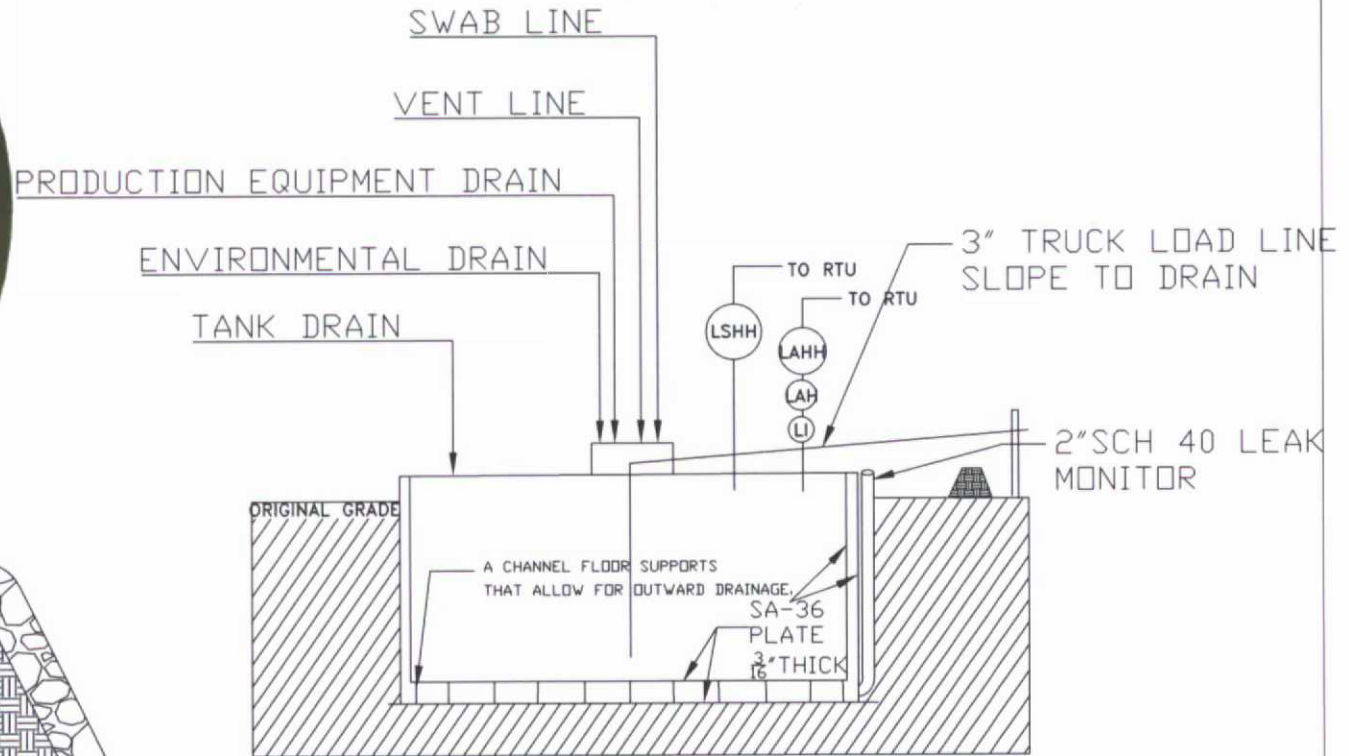 SWAB LINE
VENT LINE
PRODUCTION EQUIPMENT DRAIN
ENVIRONMENTAL DRAIN
TANK DRAIN
3" TRUCK LOAD LINE
SLOPE TO DRAIN
TO RTU
TO RTU
LSHH
LAHH
LAH
LI
2"SCH 40 LEAK
MONITOR
ORIGINAL GRADE
A CHANNEL FLOOR SUPPORTS
THAT ALLOW FOR OUTWARD DRAINAGE.
SA-36
PLATE
3/16"THICK